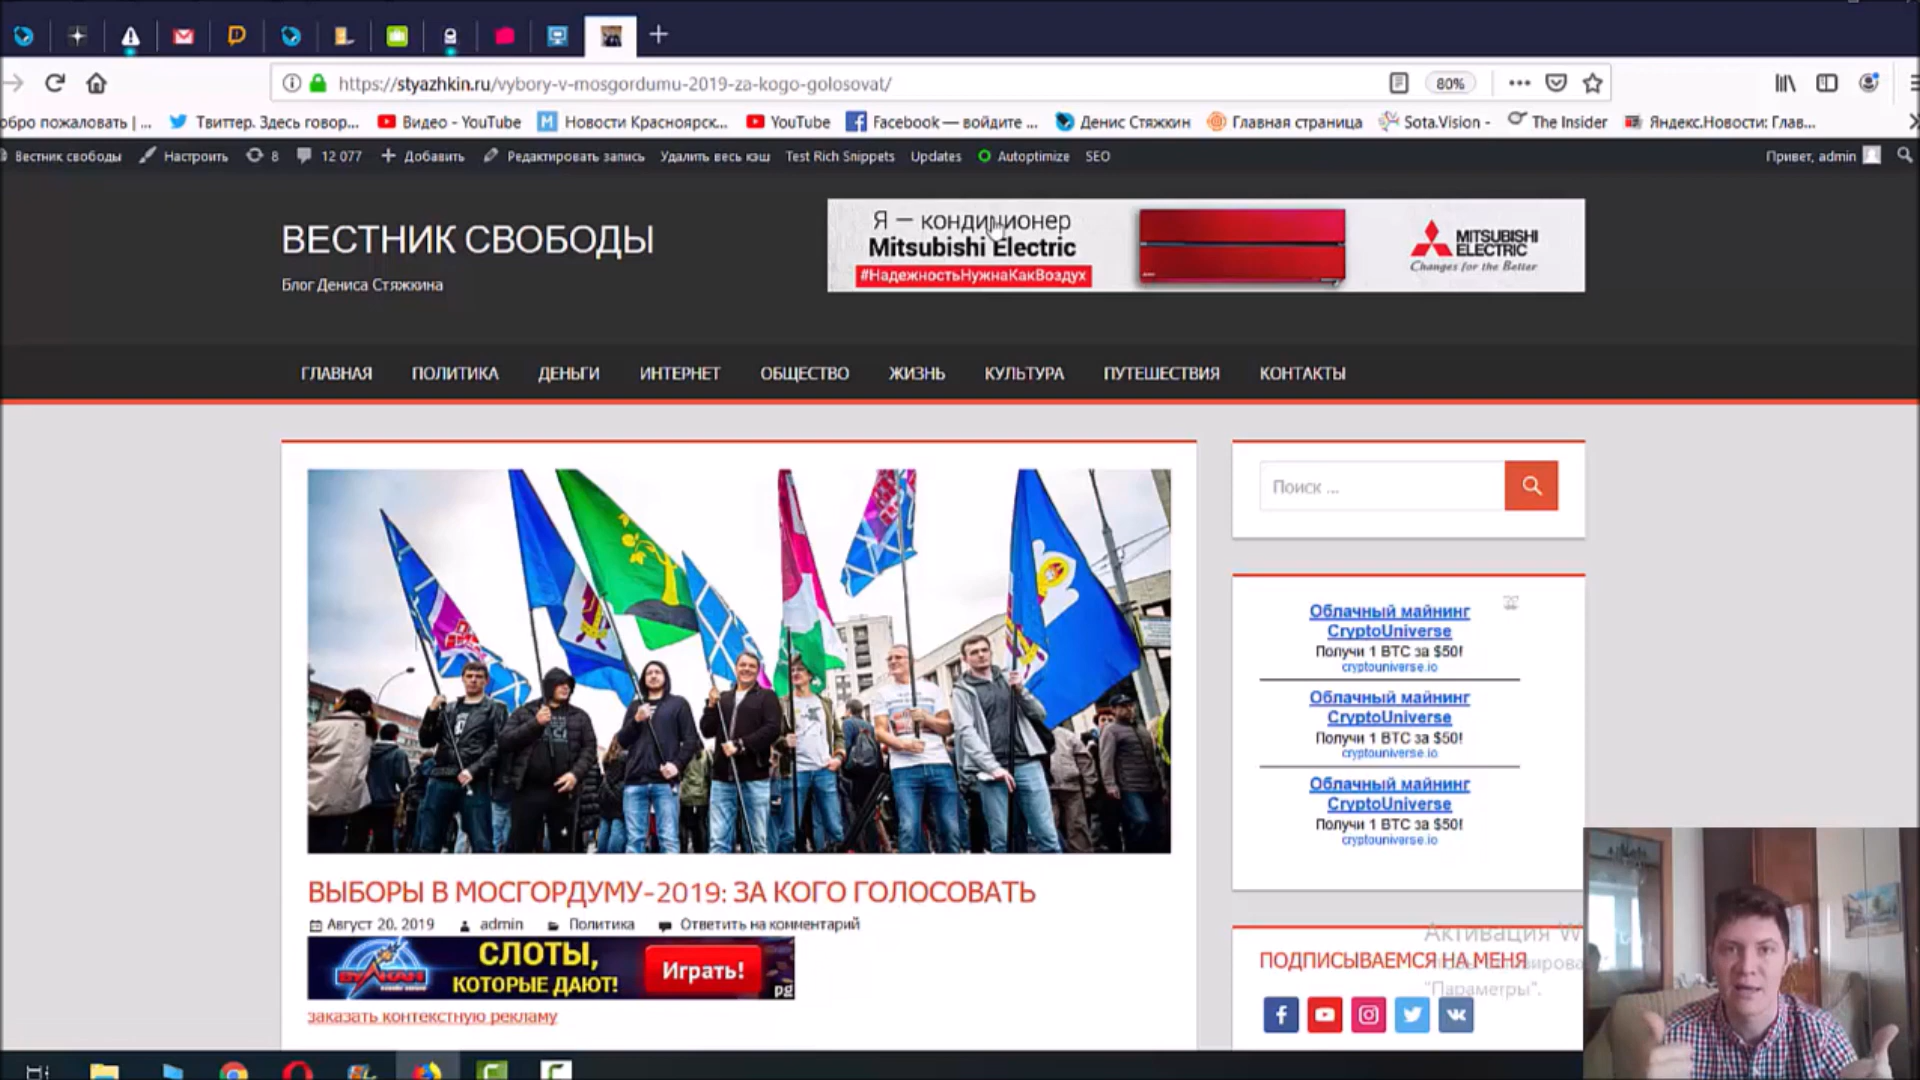 https://styazhkin.ru/vybory-v-mosgordumu-2019-za-kogo-golosovat/
80%
обро пожаловать | ...
Твиттер. Здесь говор...
Видео - YouTube
Новости Красноярск...
YouTube
Facebook — войдите ...
Денис Стяжкин
Главная страница
Sota.Vision -
The Insider
Яндекс.Новости: Глав...
Вестник свободы
Настроить
8
12 077
Добавить
Редактировать запись
Удалить весь кэш
Test Rich Snippets
Updates
Autoptimize
SEO
Привет, admin
ВЕСТНИК СВОБОДЫ
Блог Дениса Стяжкина
Я — кондиционер
Mitsubishi Electric
#НадежностьНужнаКакВоздух
MITSUBISHI
ELECTRIC
Changes for the Better
ГЛАВНАЯ
ПОЛИТИКА
ДЕНЬГИ
ИНТЕРНЕТ
ОБЩЕСТВО
ЖИЗНЬ
КУЛЬТУРА
ПУТЕШЕСТВИЯ
КОНТАКТЫ
Поиск ...
Облачный майнинг
CryptoUniverse
Получи 1 BTC за $50!
cryptouniverse.io
Облачный майнинг
CryptoUniverse
Получи 1 BTC за $50!
cryptouniverse.io
Облачный майнинг
CryptoUniverse
Получи 1 BTC за $50!
cryptouniverse.io
ВЫБОРЫ В МОСГОРДУМУ-2019: ЗА КОГО ГОЛОСОВАТЬ
Август 20, 2019
admin
Политика
Ответить на комментарий
ВУЛКАН
СЛОТЫ,
КОТОРЫЕ ДАЮТ!
Играть!
pg
заказать контекстную рекламу
Активация W
ПОДПИСЫВАЕМСЯ НА МЕНЯ
"Параметры".